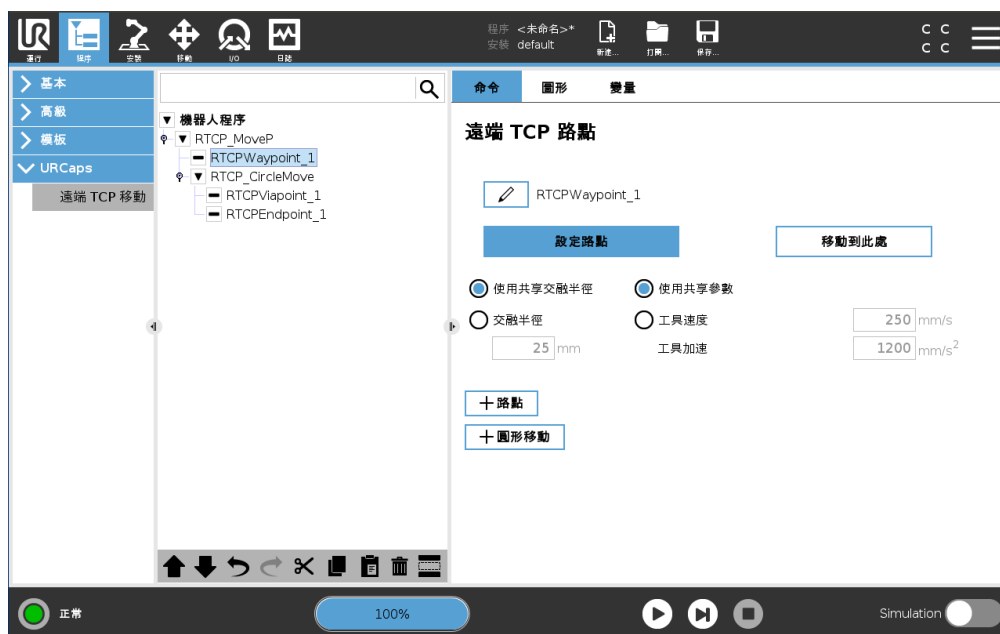 程序 <未命名>*
安裝 default
新建... 打開... 保存...
C C
C C
運行 程序 安裝 移動 I/O 日誌
基本
高級
模板
URCaps
遠端 TCP 移動
機器人程序
RTCP_MoveP
RTCPWaypoint_1
RTCP_CircleMove
RTCPViapoint_1
RTCPEndpoint_1
命令 圖形 變量
遠端 TCP 路點
RTCPWaypoint_1
設定路點 移動到此處
使用共享交融半徑 使用共享參數
交融半徑 工具速度 250 mm/s
25 mm 工具加速 1200 mm/s²
路點
圓形移動
正常 100% Simulation